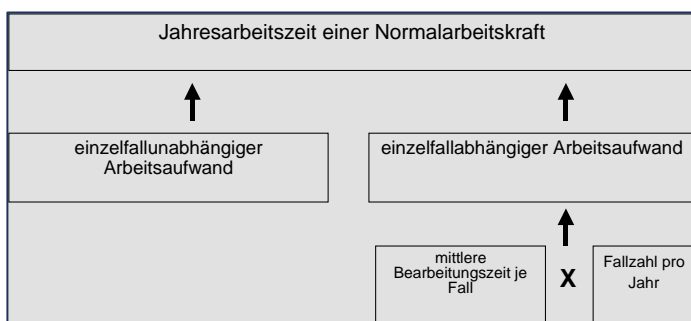 Jahresarbeitszeit einer Normalarbeitskraft
einzelfallunabhängiger
Arbeitsaufwand
einzelfallabhängiger Arbeitsaufwand
mittlere
Bearbeitungszeit je
Fall
X
Fallzahl pro
Jahr